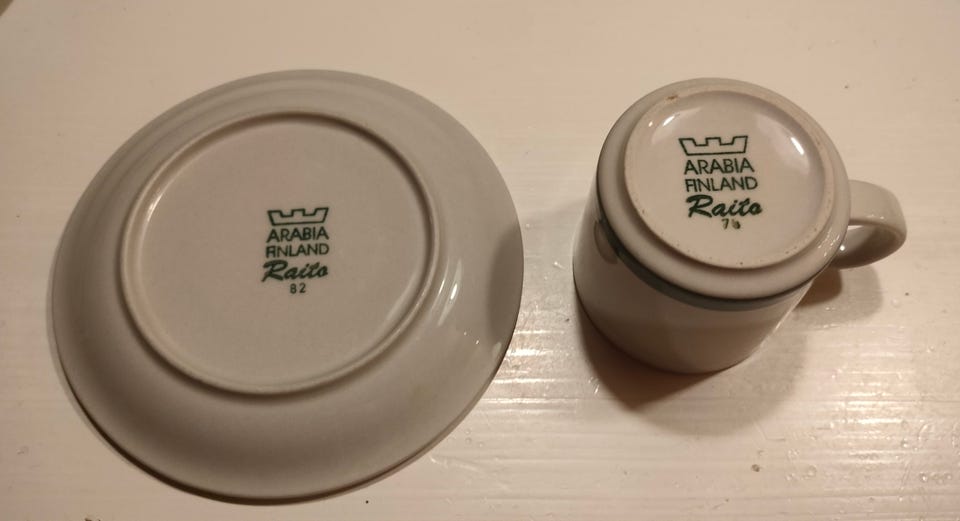 ARABIA
FINLAND
Raito
82
ARABIA
FINLAND
Raito